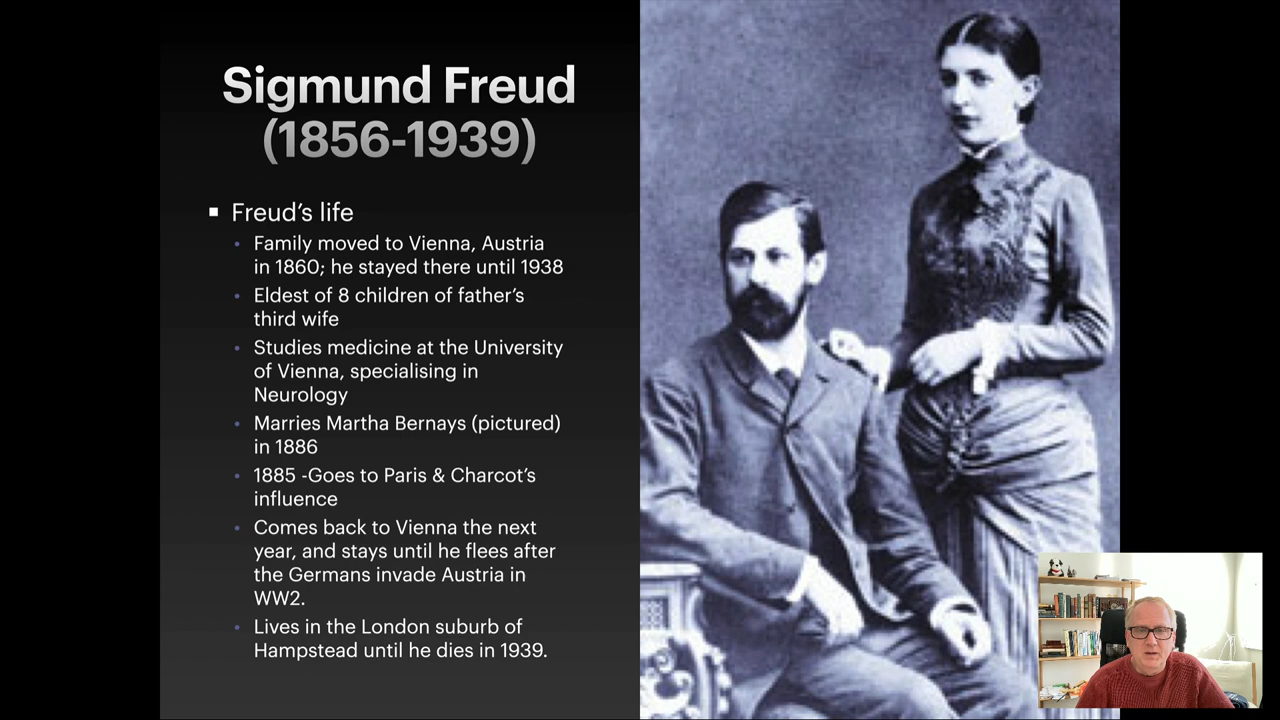 Sigmund Freud
(1856-1939)
Freud's life
Family moved to Vienna, Austria
in 1860; he stayed there until 1938
Eldest of 8 children of father's
third wife
Studies medicine at the University
of Vienna, specialising in
Neurology
Marries Martha Bernays (pictured)
in 1886
1885 -Goes to Paris & Charcot's
influence
Comes back to Vienna the next
year, and stays until he flees after
the Germans invade Austria in
WW2.
Lives in the London suburb of
Hampstead until he dies in 1939.